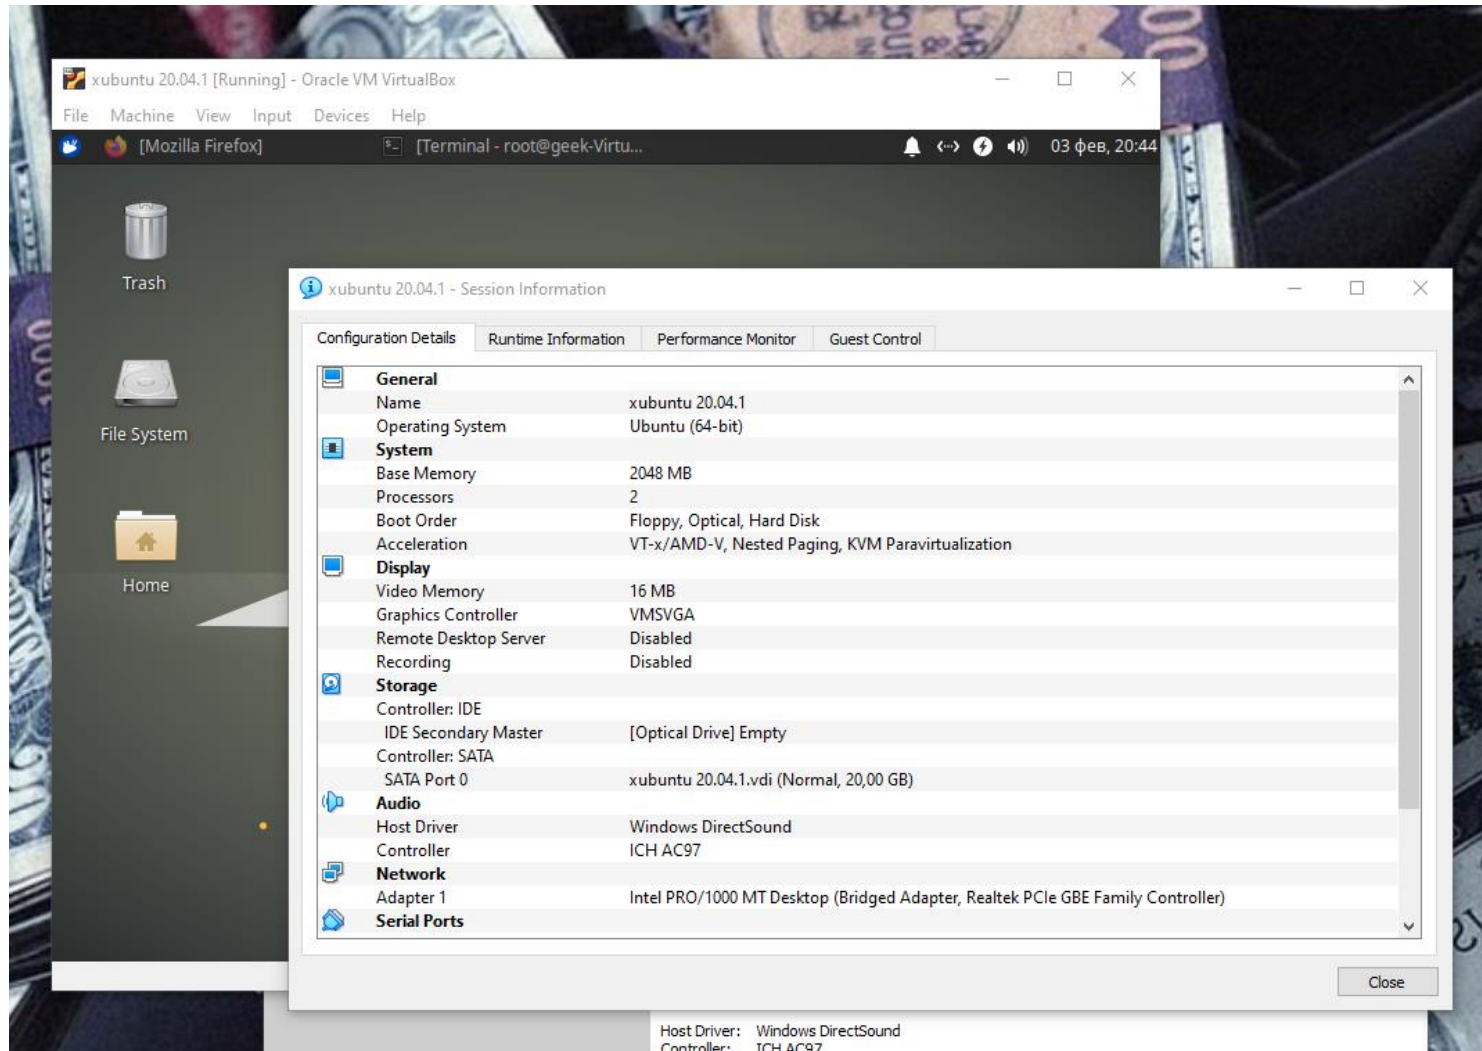 xubuntu 20.04.1 [Running] - Oracle VM VirtualBox
File Machine View Input Devices Help
[Mozilla Firefox] [Terminal - root@geek-Virtu... 03 фев, 20:44
Trash
File System
Home
1000
xubuntu 20.04.1 - Session Information
Configuration Details Runtime Information Performance Monitor Guest Control
General
Name xubuntu 20.04.1
Operating System Ubuntu (64-bit)
System
Base Memory 2048 MB
Processors 2
Boot Order Floppy, Optical, Hard Disk
Acceleration VT-x/AMD-V, Nested Paging, KVM Paravirtualization
Display
Video Memory 16 MB
Graphics Controller VMSVGA
Remote Desktop Server Disabled
Recording Disabled
Storage
Controller: IDE
IDE Secondary Master [Optical Drive] Empty
Controller: SATA
SATA Port 0 xubuntu 20.04.1.vdi (Normal, 20,00 GB)
Audio
Host Driver Windows DirectSound
Controller ICH AC97
Network
Adapter 1 Intel PRO/1000 MT Desktop (Bridged Adapter, Realtek PCIe GBE Family Controller)
Serial Ports
Close
Host Driver: Windows DirectSound
Controller: ICH AC97